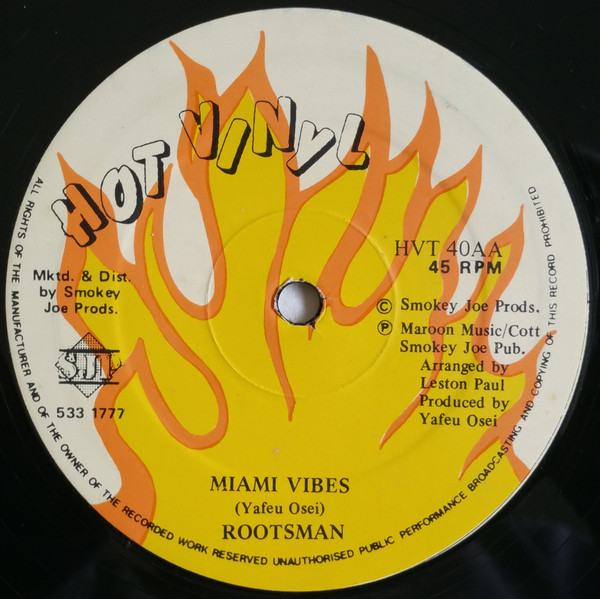 HOT VINYL
HVT 40AA
45 RPM
Mktd. & Dist.
by Smokey
Joe Prods.
SJP
533 1777
© Smokey Joe Prods.
℗ Maroon Music/Cott
Smokey Joe Pub.
Arranged by
Leston Paul
Produced by
Yafeu Osei
MIAMI VIBES
(Yafeu Osei)
ROOTSMAN
ALL RIGHTS OF THE MANUFACTURER AND OF THE OWNER OF THE RECORDED WORK RESERVED UNAUTHORISED PUBLIC PERFORMANCE BROADCASTING AND COPYING OF THIS RECORD PROHIBITED